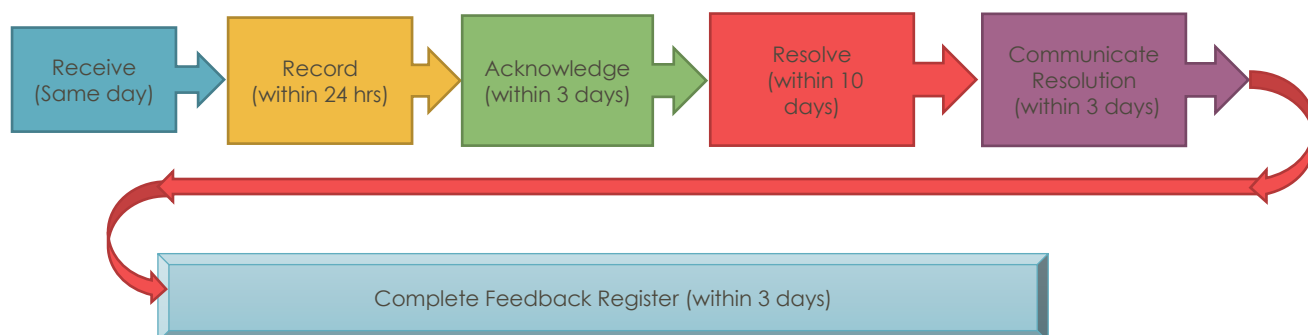 Receive
(Same day)
Record
(within 24 hrs)
Acknowledge
(within 3 days)
Resolve
(within 10
days)
Communicate
Resolution
(within 3 days)
Complete Feedback Register (within 3 days)